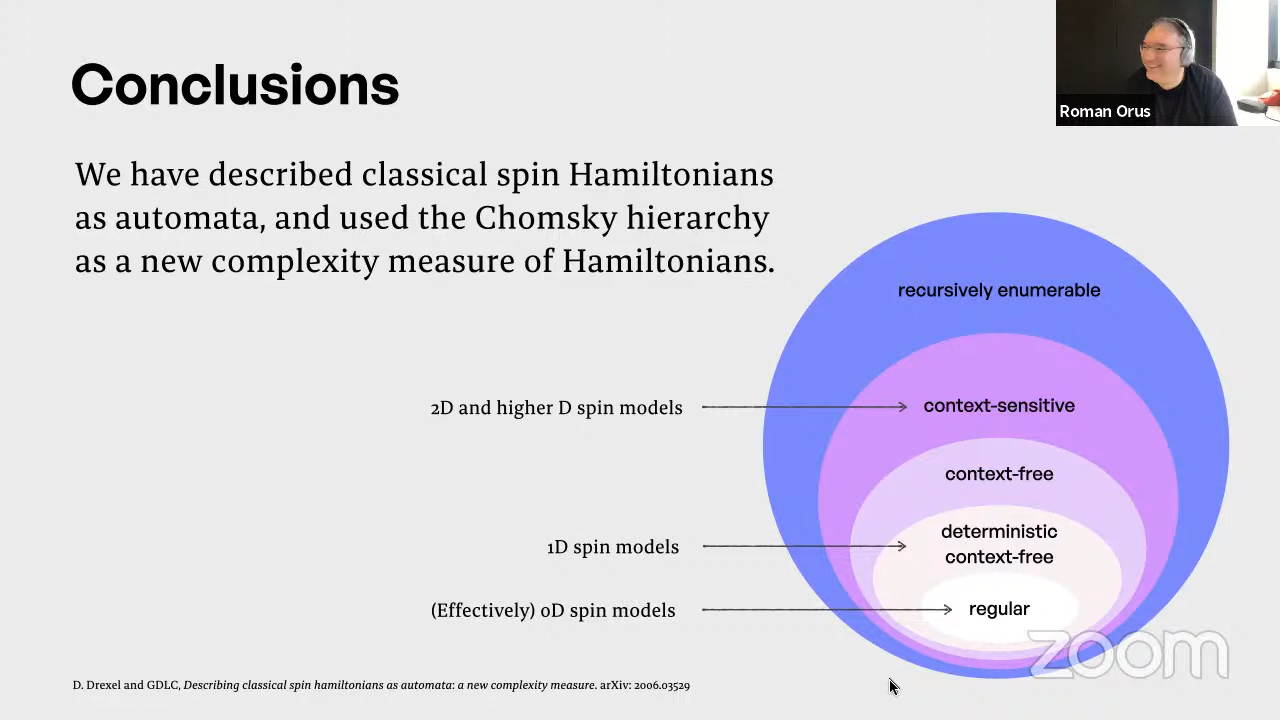 Conclusions
Roman Orus
We have described classical spin Hamiltonians
as automata, and used the Chomsky hierarchy
as a new complexity measure of Hamiltonians.
recursively enumerable
2D and higher D spin models
context-sensitive
context-free
1D spin models
deterministic
context-free
(Effectively) 0D spin models
regular
zoom
D. Drexel and GDLC, Describing classical spin hamiltonians as automata: a new complexity measure. arXiv: 2006.03529